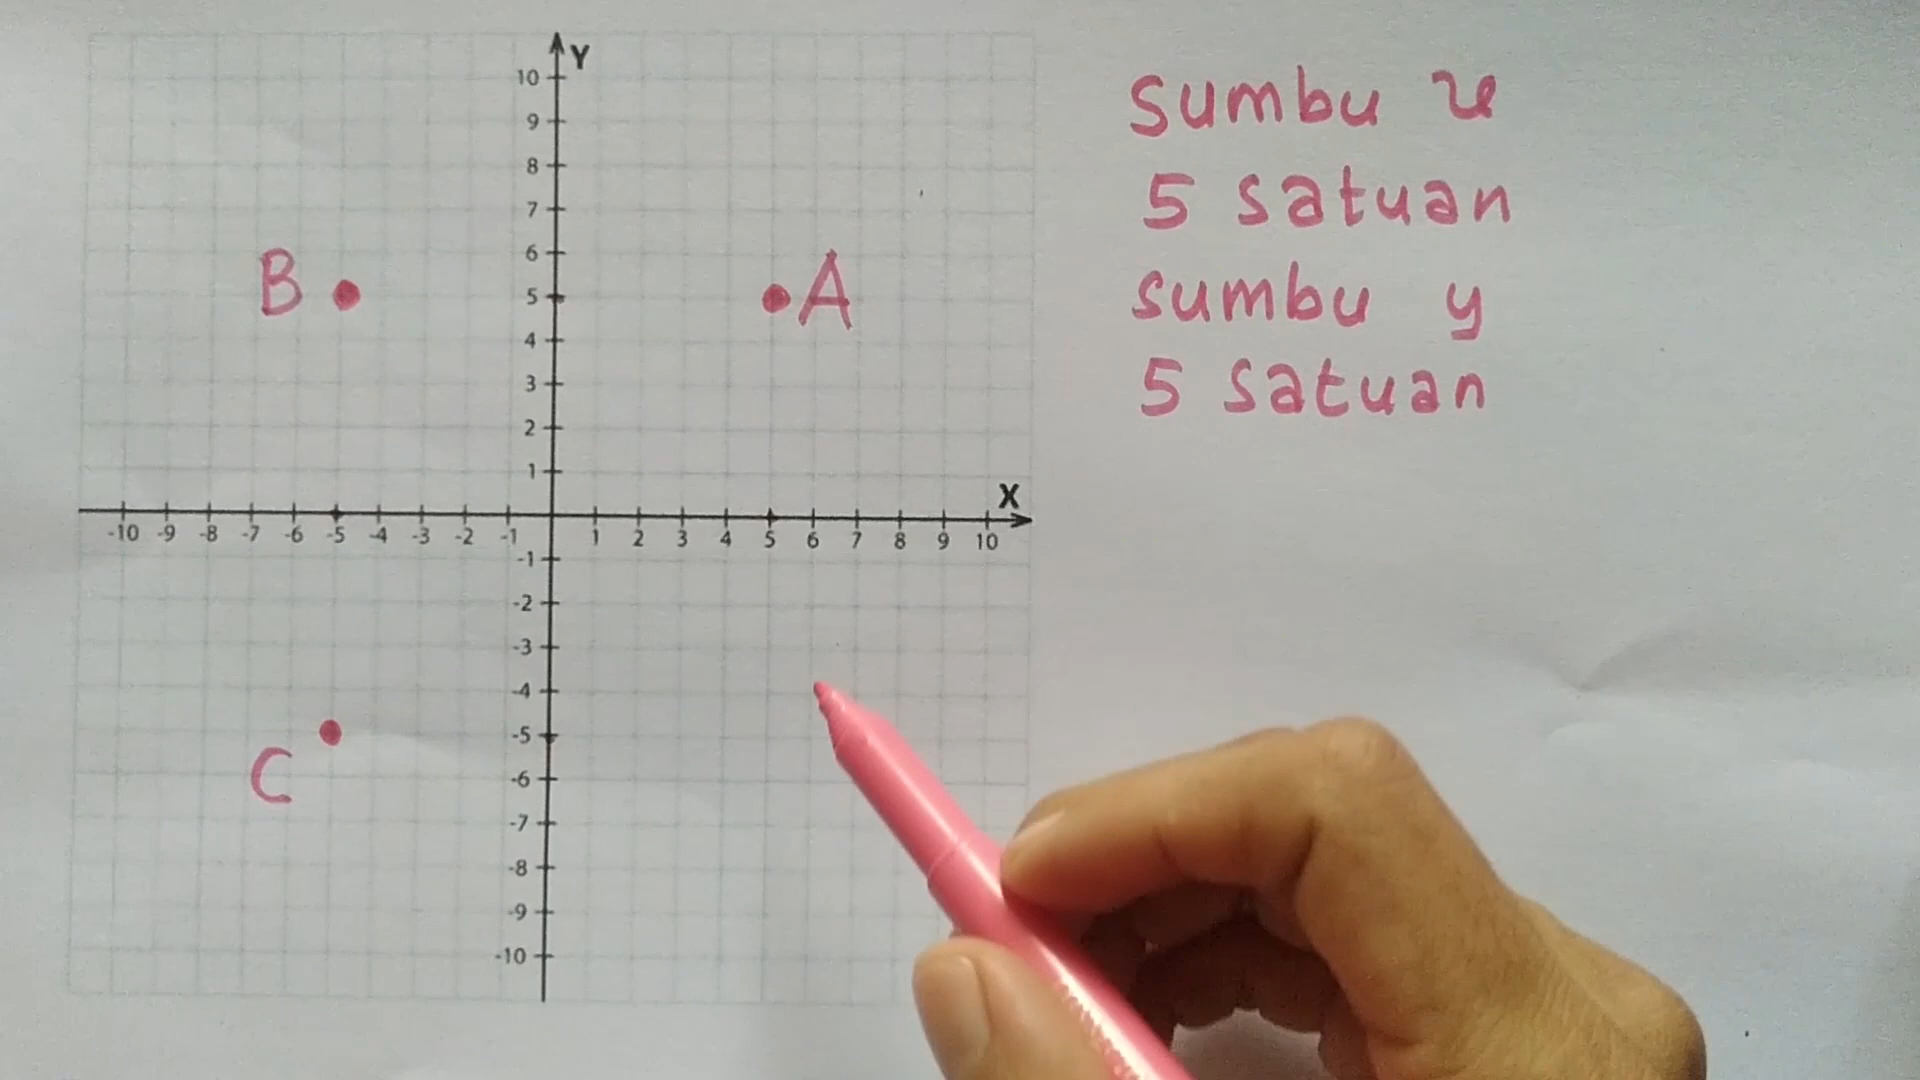 Y
10
9
8
7
6
5
4
3
2
1
B
A
X
-10 -9 -8 -7 -6 -5 -4 -3 -2 -1 1 2 3 4 5 6 7 8 9 10
-1
-2
-3
-4
-5
-6
-7
-8
-9
-10
C
sumbu x
5 satuan
sumbu y
5 satuan